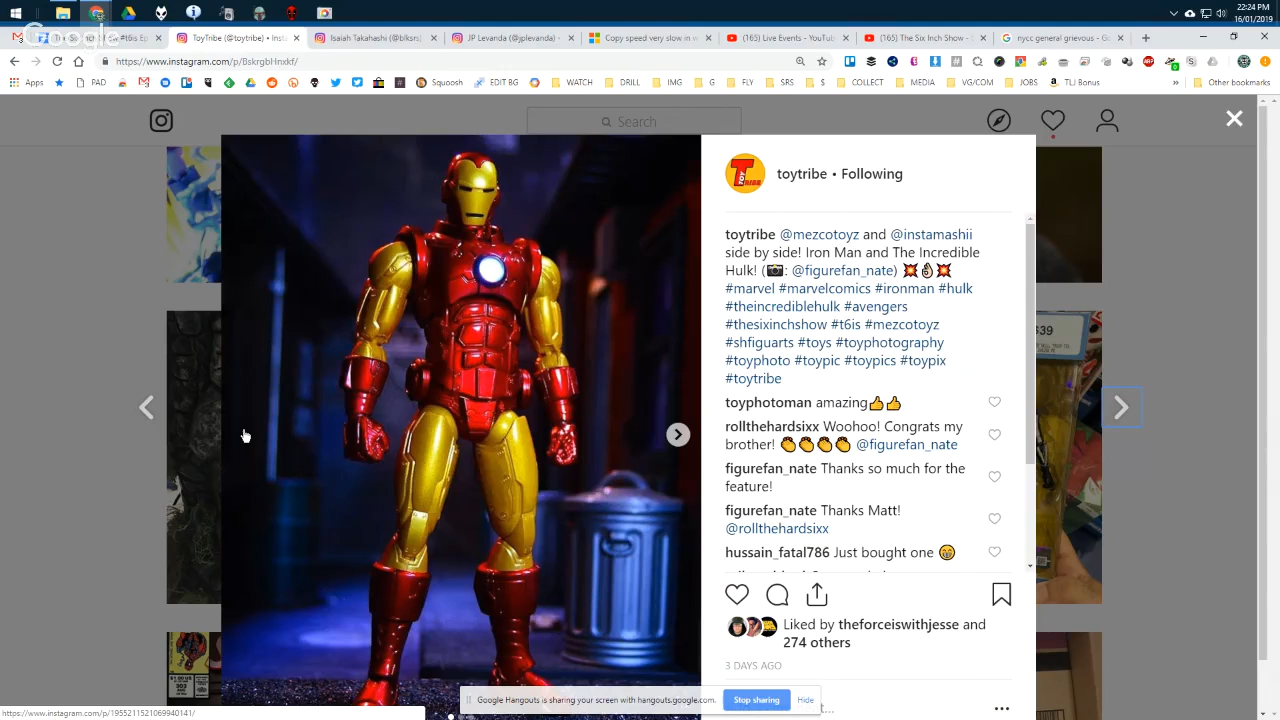 22:24
16/01/2019
Google
ToyTribe (@toytribe) • Insta
Isaiah Takahashi (@blksrs)
JP Levanda (@jplevanda) •
Copy speed very slow in w
(165) Live Events - YouTube
(165) The Six Inch Show -
nycc general grievous - Go
https://www.instagram.com/p/BskrgbHnxkf/
Apps
PAD
Squoosh
EDIT BG
WATCH
DRILL
IMG
G
FLY
SRS
$
COLLECT
MEDIA
VG/COM
JOBS
TLJ Bonus
Other bookmarks
Search
toytribe • Following
toytribe @mezcotoyz and @instamashii
side by side! Iron Man and The Incredible
Hulk! (📷: @figurefan_nate) 💥👌💥
#marvel #marvelcomics #ironman #hulk
#theincrediblehulk #avengers
#thesixinchshow #t6is #mezcotoyz
#shfiguarts #toys #toyphotography
#toyphoto #toypic #toypics #toypix
#toytribe
toyphotoman amazing👍👍
rollthehardsixx Woohoo! Congrats my
brother! 👏👏👏👏 @figurefan_nate
figurefan_nate Thanks so much for the
feature!
figurefan_nate Thanks Matt!
@rollthehardsixx
hussain_fatal786 Just bought one 😁
Liked by theforceiswithjesse and
274 others
3 DAYS AGO
Google Hangouts is sharing your screen with hangouts.google.com.
Stop sharing
Hide
https://www.instagram.com/p/1955211521069940141/